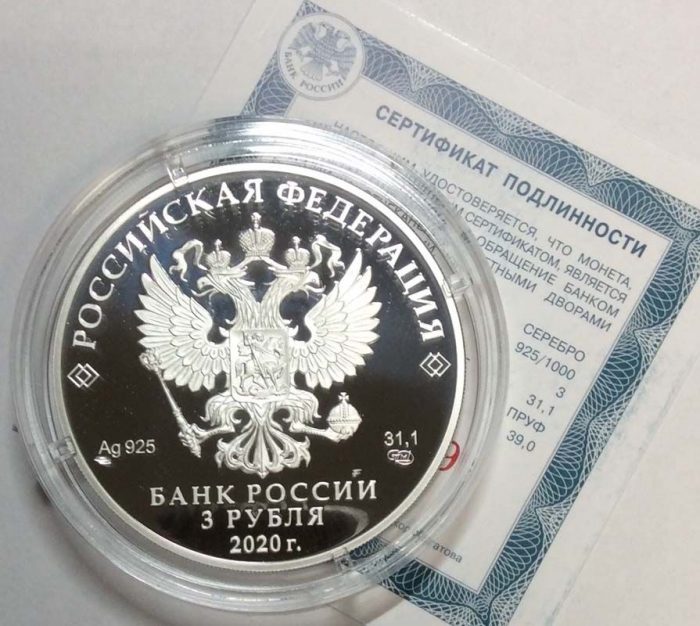 БАНК РОССИИ
СЕРТИФИКАТ ПОДЛИННОСТИ
УДОСТОВЕРЯЕТСЯ, ЧТО МОНЕТА,
СЕРТИФИКАТОМ, ЯВЛЯЕТСЯ
ОБРАЩЕНИЕ БАНКОМ
ДВОРАМИ
СЕРЕБРО
925/1000
3
31,1
ПРУФ
39,0
РОССИЙСКАЯ ФЕДЕРАЦИЯ
Ag 925
31,1
СПМД
БАНК РОССИИ
3 РУБЛЯ
2020 г.